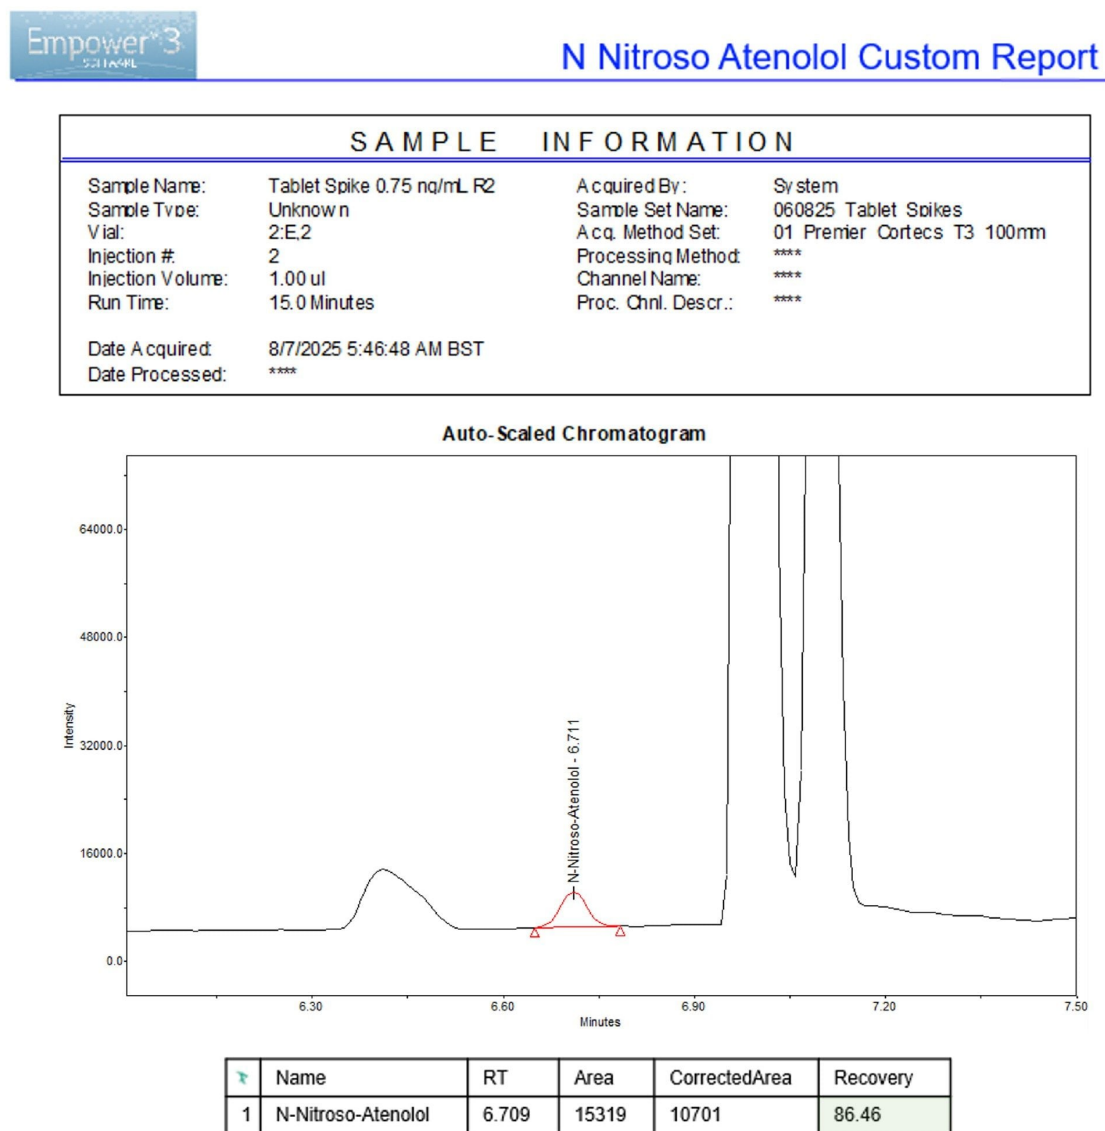 Empower 3
SOFTWARE
N Nitroso Atenolol Custom Report
SAMPLE INFORMATION
Sample Name: Tablet Spike 0.75 ng/mL R2 Acquired By: System
Sample Type: Unknown Sample Set Name: 060825 Tablet Spikes
Vial: 2:E,2 Acq. Method Set: 01 Premier Cortecs T3 100mm
Injection #: 2 Processing Method: ****
Injection Volume: 1.00 ul Channel Name: ****
Run Time: 15.0 Minutes Proc. Chnl. Descr.: ****
Date Acquired: 8/7/2025 5:46:48 AM BST
Date Processed: ****
Auto-Scaled Chromatogram
64000.0
48000.0
32000.0
16000.0
0.0
Intensity
N-Nitroso-Atenolol - 6.711
6.30 6.60 6.90 7.20 7.50
Minutes
Name RT Area CorrectedArea Recovery
1 N-Nitroso-Atenolol 6.709 15319 10701 86.46